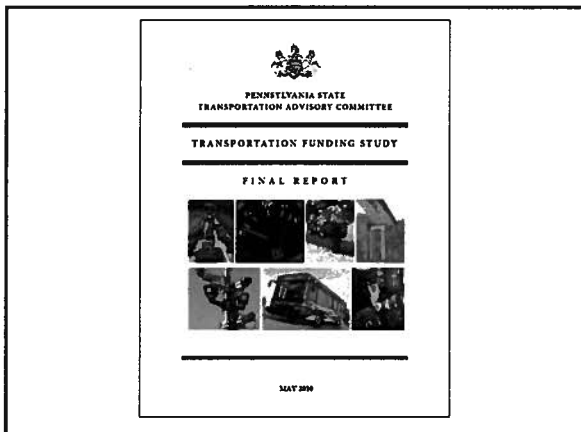 PENNSYLVANIA STATE
TRANSPORTATION ADVISORY COMMITTEE
TRANSPORTATION FUNDING STUDY
FINAL REPORT
MAY 2010